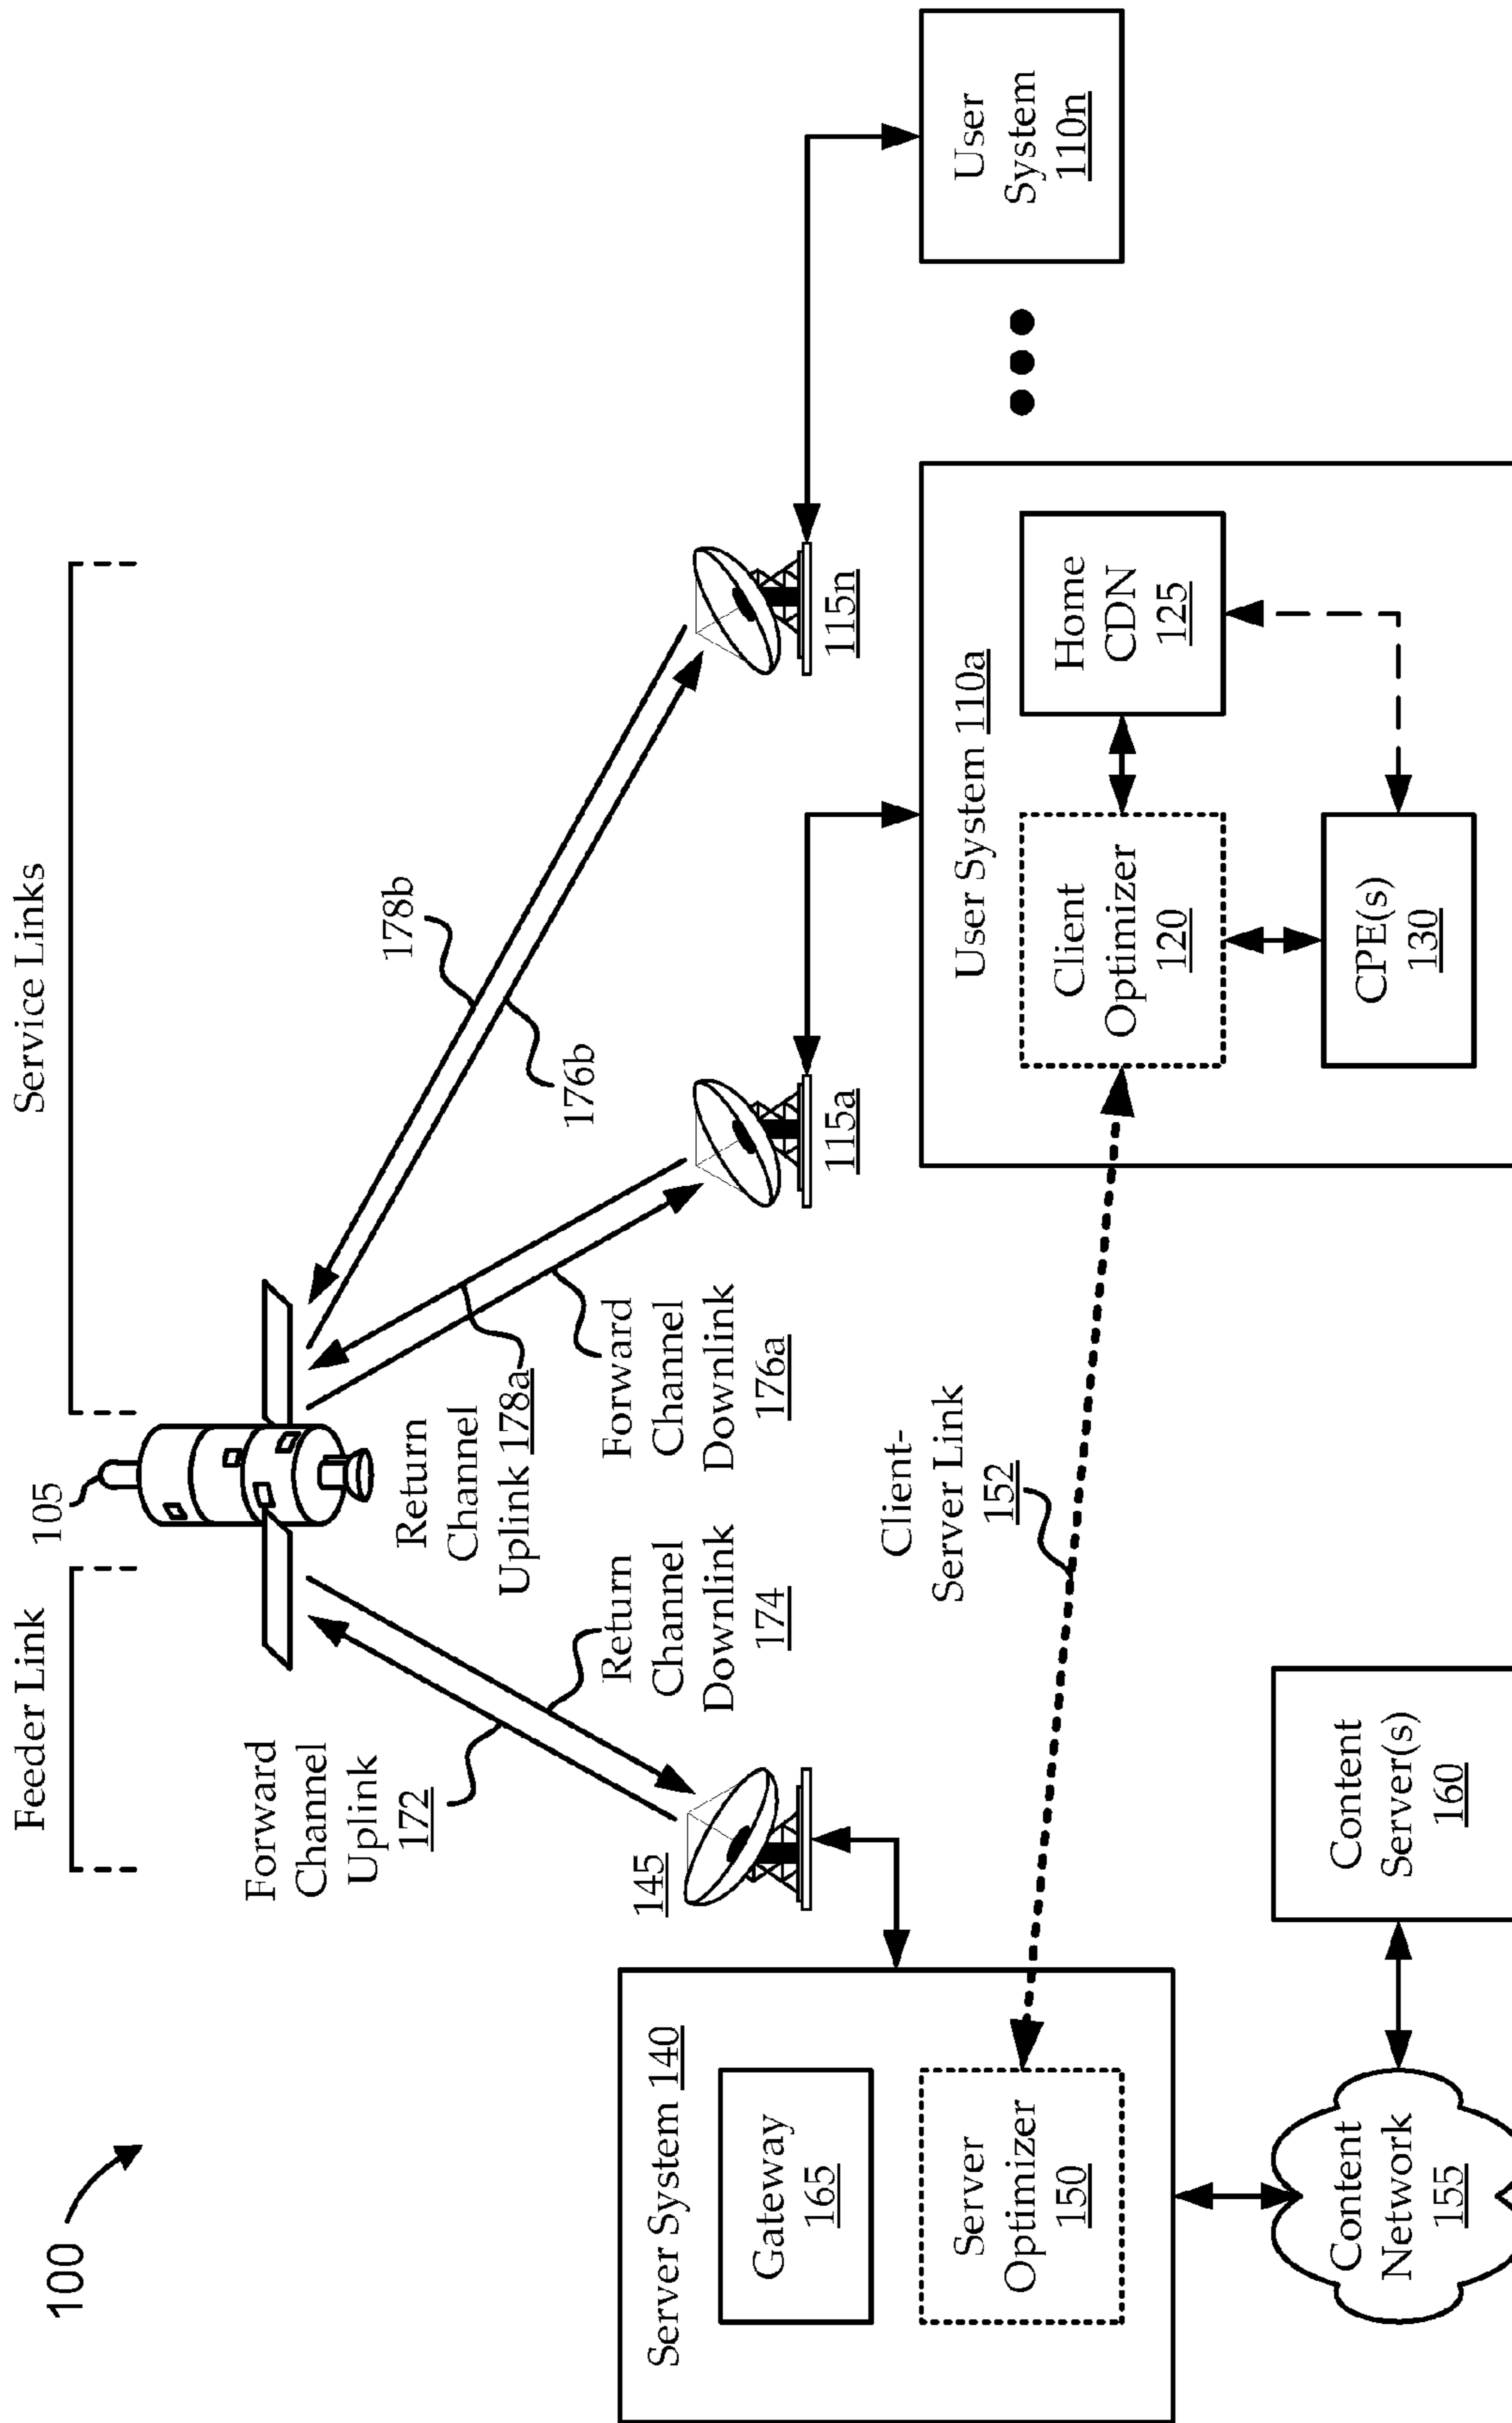 100
Feeder Link
Service Links
105
Forward
Channel
Uplink
172
Return
Channel
Downlink
174
Return
Channel
Uplink 178a
Forward
Channel
Downlink
176a
178b
176b
145
115a
115n
Server System 140
Gateway
165
Server
Optimizer
150
Client-
Server Link
152
User System 110a
Client
Optimizer
120
Home
CDN
125
CPE(s)
130
User
System
110n
Content
Network
155
Content
Server(s)
160